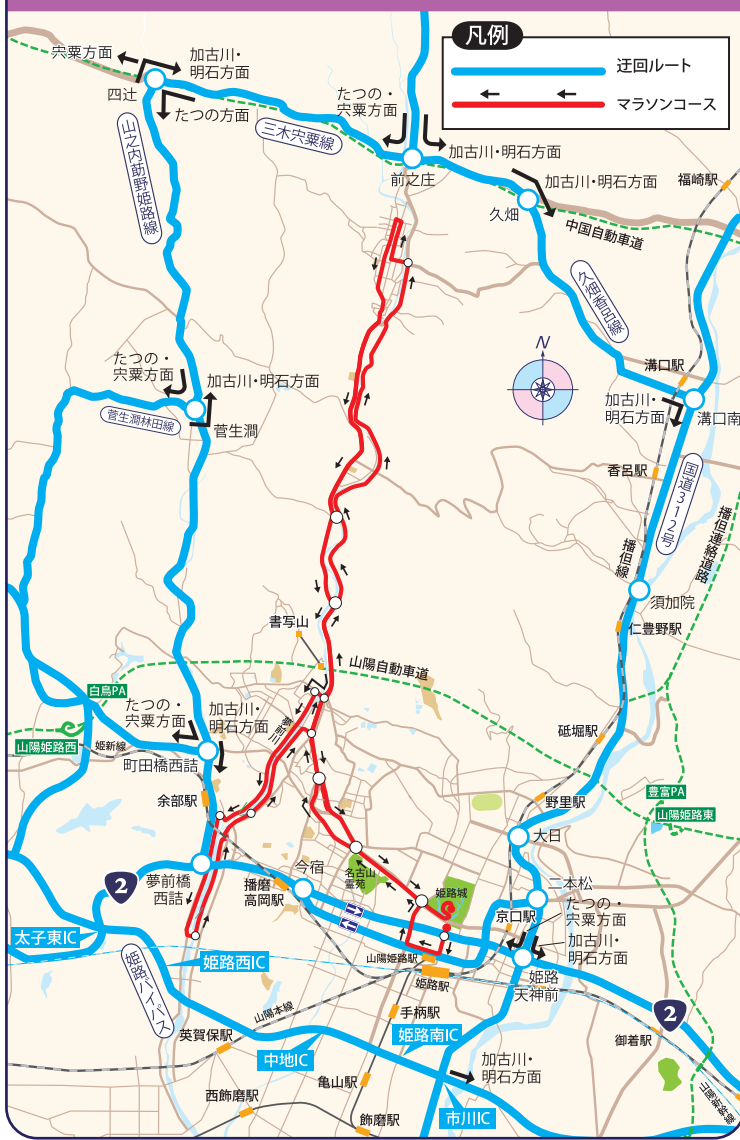 凡例
迂回ルート
マラソンコース
宍粟方面
加古川・
明石方面
四辻
たつの方面
山之内莇野姫路線
三木宍粟線
たつの・
宍粟方面
前之庄
加古川・明石方面
加古川・明石方面
久畑
中国自動車道
福崎駅
久畑香呂線
N
溝口駅
加古川・
明石方面
溝口南
たつの・
宍粟方面
加古川・明石方面
菅生澗林田線
菅生澗
香呂駅
国道312号
播但線
播但連絡道路
須加院
仁豊野駅
書写山
山陽自動車道
白鳥PA
たつの・
宍粟方面
加古川・
明石方面
夢前川
山陽姫路西
姫新線
町田橋西詰
砥堀駅
余部駅
野里駅
豊富PA
山陽姫路東
大日
2
夢前橋
西詰
播磨
高岡駅
今宿
名古山
霊苑
姫路城
二本松
京口駅
たつの・
宍粟方面
加古川・
明石方面
太子東IC
姫路西IC
山陽姫路駅
姫路駅
姫路
天神前
姫路バイパス
山陽本線
手柄駅
2
英賀保駅
姫路南IC
御着駅
中地IC
加古川・
明石方面
亀山駅
西飾磨駅
市川IC
飾磨駅
山陽新幹線